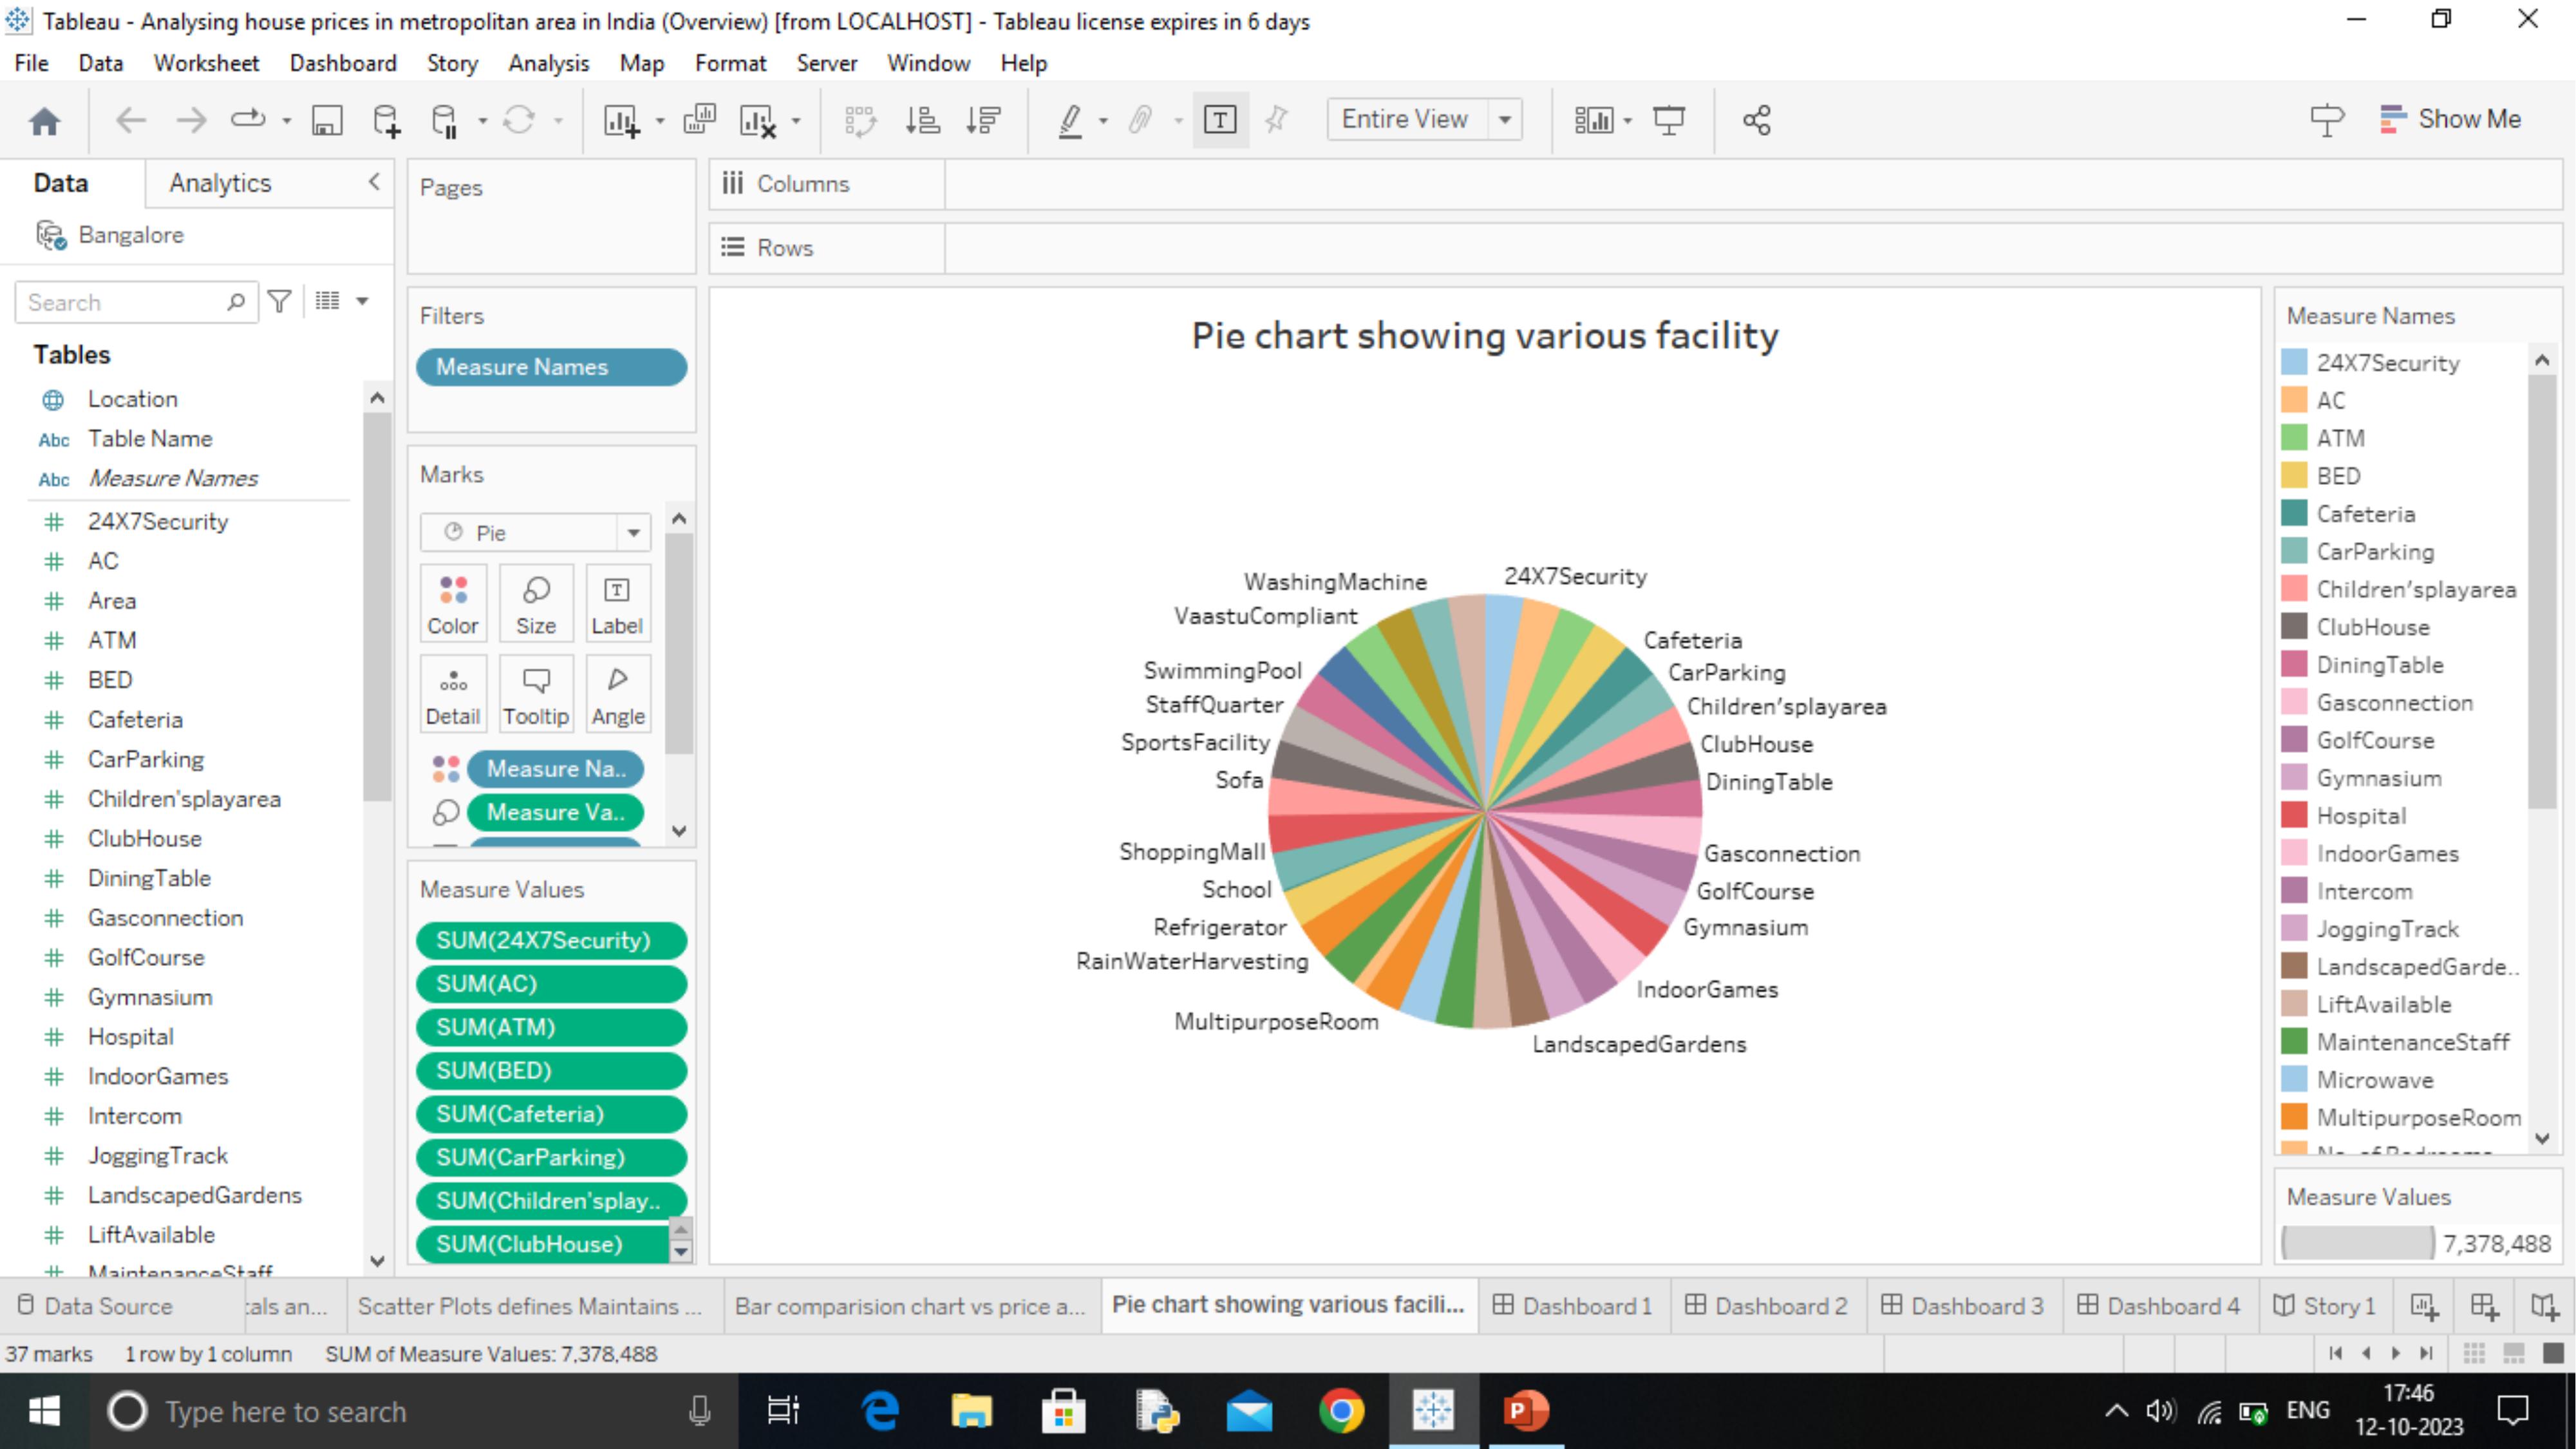 Tableau - Analysing house prices in metropolitan area in India (Overview) [from LOCALHOST] - Tableau license expires in 6 days
File Data Worksheet Dashboard Story Analysis Map Format Server Window Help
Entire View
Show Me
Data Analytics
Bangalore
Search
Tables
Location
Abc Table Name
Abc Measure Names
24X7Security
AC
Area
ATM
BED
Cafeteria
CarParking
Children'splayarea
ClubHouse
DiningTable
Gasconnection
GolfCourse
Gymnasium
Hospital
IndoorGames
Intercom
JoggingTrack
LandscapedGardens
LiftAvailable
MaintenanceStaff
Pages
Filters
Measure Names
Marks
Pie
Color Size Label
Detail Tooltip Angle
Measure Na..
Measure Va..
Measure Values
SUM(24X7Security)
SUM(AC)
SUM(ATM)
SUM(BED)
SUM(Cafeteria)
SUM(CarParking)
SUM(Children'splay..
SUM(ClubHouse)
Columns
Rows
Pie chart showing various facility
WashingMachine
24X7Security
VaastuCompliant
Cafeteria
SwimmingPool
CarParking
StaffQuarter
Children'splayarea
SportsFacility
ClubHouse
Sofa
DiningTable
ShoppingMall
Gasconnection
School
GolfCourse
Refrigerator
Gymnasium
RainWaterHarvesting
IndoorGames
MultipurposeRoom
LandscapedGardens
Measure Names
24X7Security
AC
ATM
BED
Cafeteria
CarParking
Children'splayarea
ClubHouse
DiningTable
Gasconnection
GolfCourse
Gymnasium
Hospital
IndoorGames
Intercom
JoggingTrack
LandscapedGarde..
LiftAvailable
MaintenanceStaff
Microwave
MultipurposeRoom
No. of Bedrooms
Measure Values
7,378,488
Data Source
:als an...
Scatter Plots defines Maintains ...
Bar comparision chart vs price a...
Pie chart showing various facili...
Dashboard 1
Dashboard 2
Dashboard 3
Dashboard 4
Story 1
37 marks 1 row by 1 column SUM of Measure Values: 7,378,488
Type here to search
ENG
17:46
12-10-2023